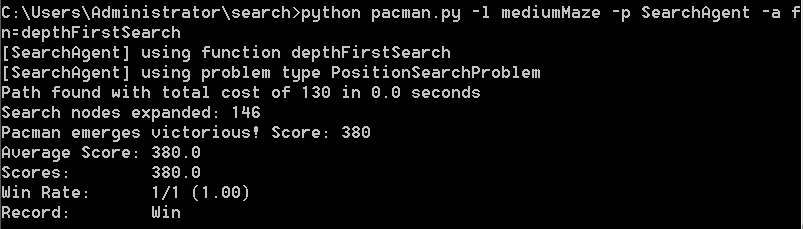 C:\Users\Administrator\search>python pacman.py -l mediumMaze -p SearchAgent -a f
n=depthFirstSearch
[SearchAgent] using function depthFirstSearch
[SearchAgent] using problem type PositionSearchProblem
Path found with total cost of 130 in 0.0 seconds
Search nodes expanded: 146
Pacman emerges victorious! Score: 380
Average Score: 380.0
Scores:        380.0
Win Rate:      1/1 (1.00)
Record:        Win